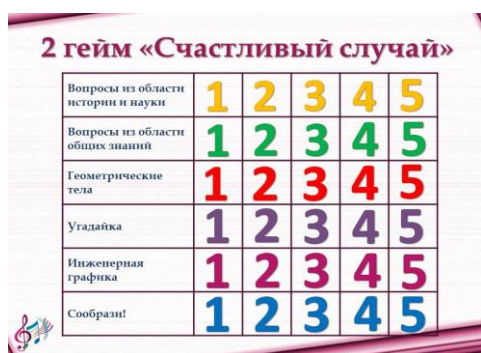 2 гейм «Счастливый случай»
Вопросы из области
истории и науки
1 2 3 4 5
Вопросы из области
общих знаний
1 2 3 4 5
Геометрические
тела
1 2 3 4 5
Угадайка
1 2 3 4 5
Инженерная
графика
1 2 3 4 5
Сообрази!
1 2 3 4 5